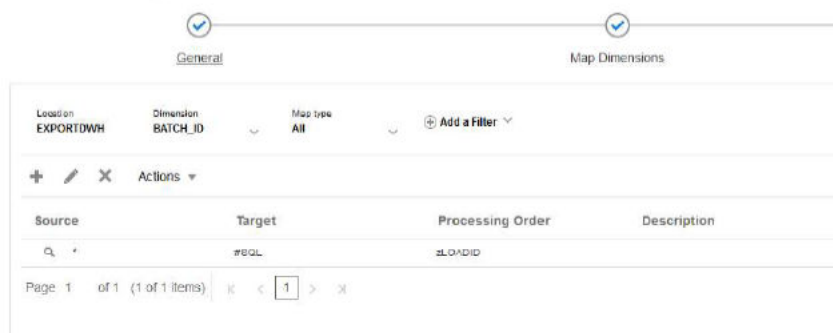 General Map Dimensions
Location Dimension Map type
EXPORTDWH BATCH_ID All Add a Filter
Actions
Source Target Processing Order Description
* #SQL zLOADID
Page 1 of 1 (1 of 1 items) 1